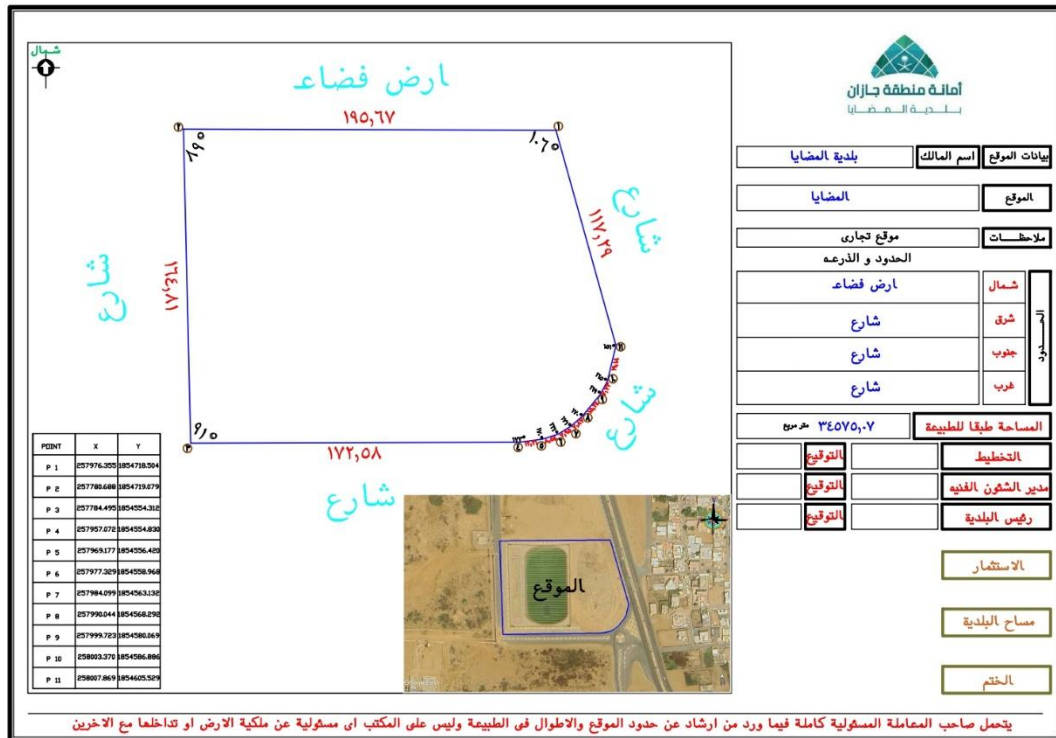 شمال
ارض فضاء
١٩٥,٦٧
١٠٦٥
٨٩٥
شارع
١١٧,٢٩
شارع
١٦٤,٨١
شارع
٩١٥
١٧٢,٥٨
شارع
الموقع
POINT X Y
P 1 257976.355 1854718.504
P 2 257780.688 1854719.079
P 3 257784.495 1854554.312
P 4 257957.072 1854554.830
P 5 257969.177 1854556.420
P 6 257977.329 1854558.968
P 7 257984.099 1854563.132
P 8 257990.044 1854568.292
P 9 257999.723 1854580.069
P 10 258003.370 1854586.886
P 11 258007.869 1854605.529
أمانة منطقة جازان
بلدية المضايا
بيانات الموقع اسم المالك بلدية المضايا
الموقع المضايا
ملاحظات موقع تجارى
الحدود و الذرعه
الحدود
شمال ارض فضاء
شرق شارع
جنوب شارع
غرب شارع
المساحة طبقا للطبيعة ٣٤٥٧٥,٠٧ متر مربع
التخطيط التوقيع
مدير الشئون الفنيه التوقيع
رئيس البلدية التوقيع
الاستثمار
مساح البلدية
الختم
يتحمل صاحب المعاملة المسئولية كاملة فيما ورد من ارشاد عن حدود الموقع والاطوال فى الطبيعة وليس على المكتب اى مسئولية عن ملكية الارض او تداخلها مع الاخرين